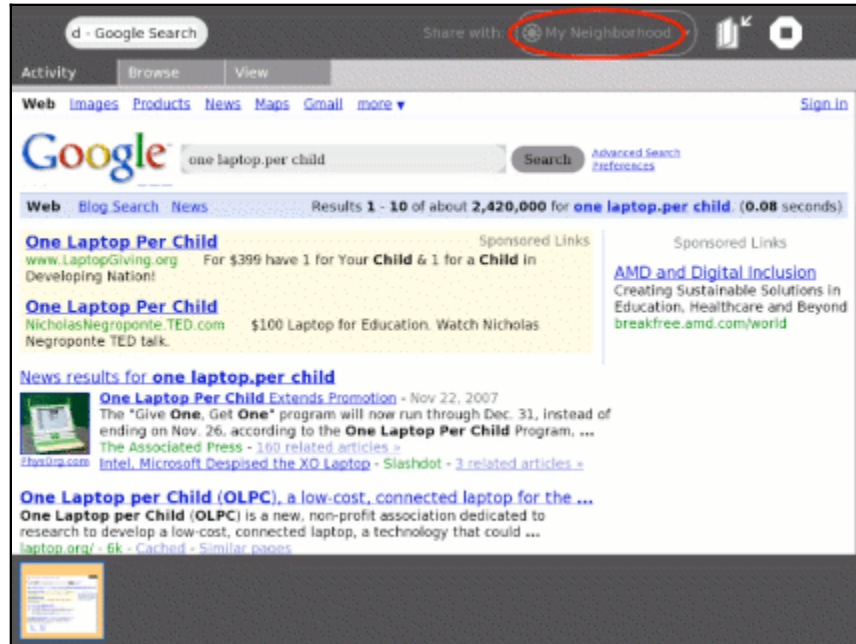 d - Google Search
Share with: My Neighborhood
Activity Browse View
Web Images Products News Maps Gmail more ▼ Sign in
Google one laptop.per child Search Advanced Search
Preferences
Web Blog Search News Results 1 - 10 of about 2,420,000 for one laptop.per child. (0.08 seconds)
One Laptop Per Child Sponsored Links
www.LaptopGiving.org For $399 have 1 for Your Child & 1 for a Child in
Developing Nation!
One Laptop Per Child
NicholasNegroponte.TED.com $100 Laptop for Education. Watch Nicholas
Negroponte TED talk.
Sponsored Links
AMD and Digital Inclusion
Creating Sustainable Solutions in
Education, Healthcare and Beyond
breakfree.amd.com/world
News results for one laptop.per child
One Laptop Per Child Extends Promotion - Nov 22, 2007
The "Give One, Get One" program will now run through Dec. 31, instead of
ending on Nov. 26, according to the One Laptop Per Child Program, ...
The Associated Press - 160 related articles »
PhysOrg.com Intel, Microsoft Despised the XO Laptop - Slashdot - 3 related articles »
One Laptop per Child (OLPC), a low-cost, connected laptop for the ...
One Laptop per Child (OLPC) is a new, non-profit association dedicated to
research to develop a low-cost, connected laptop, a technology that could ...
laptop.org/ - 6k - Cached - Similar pages